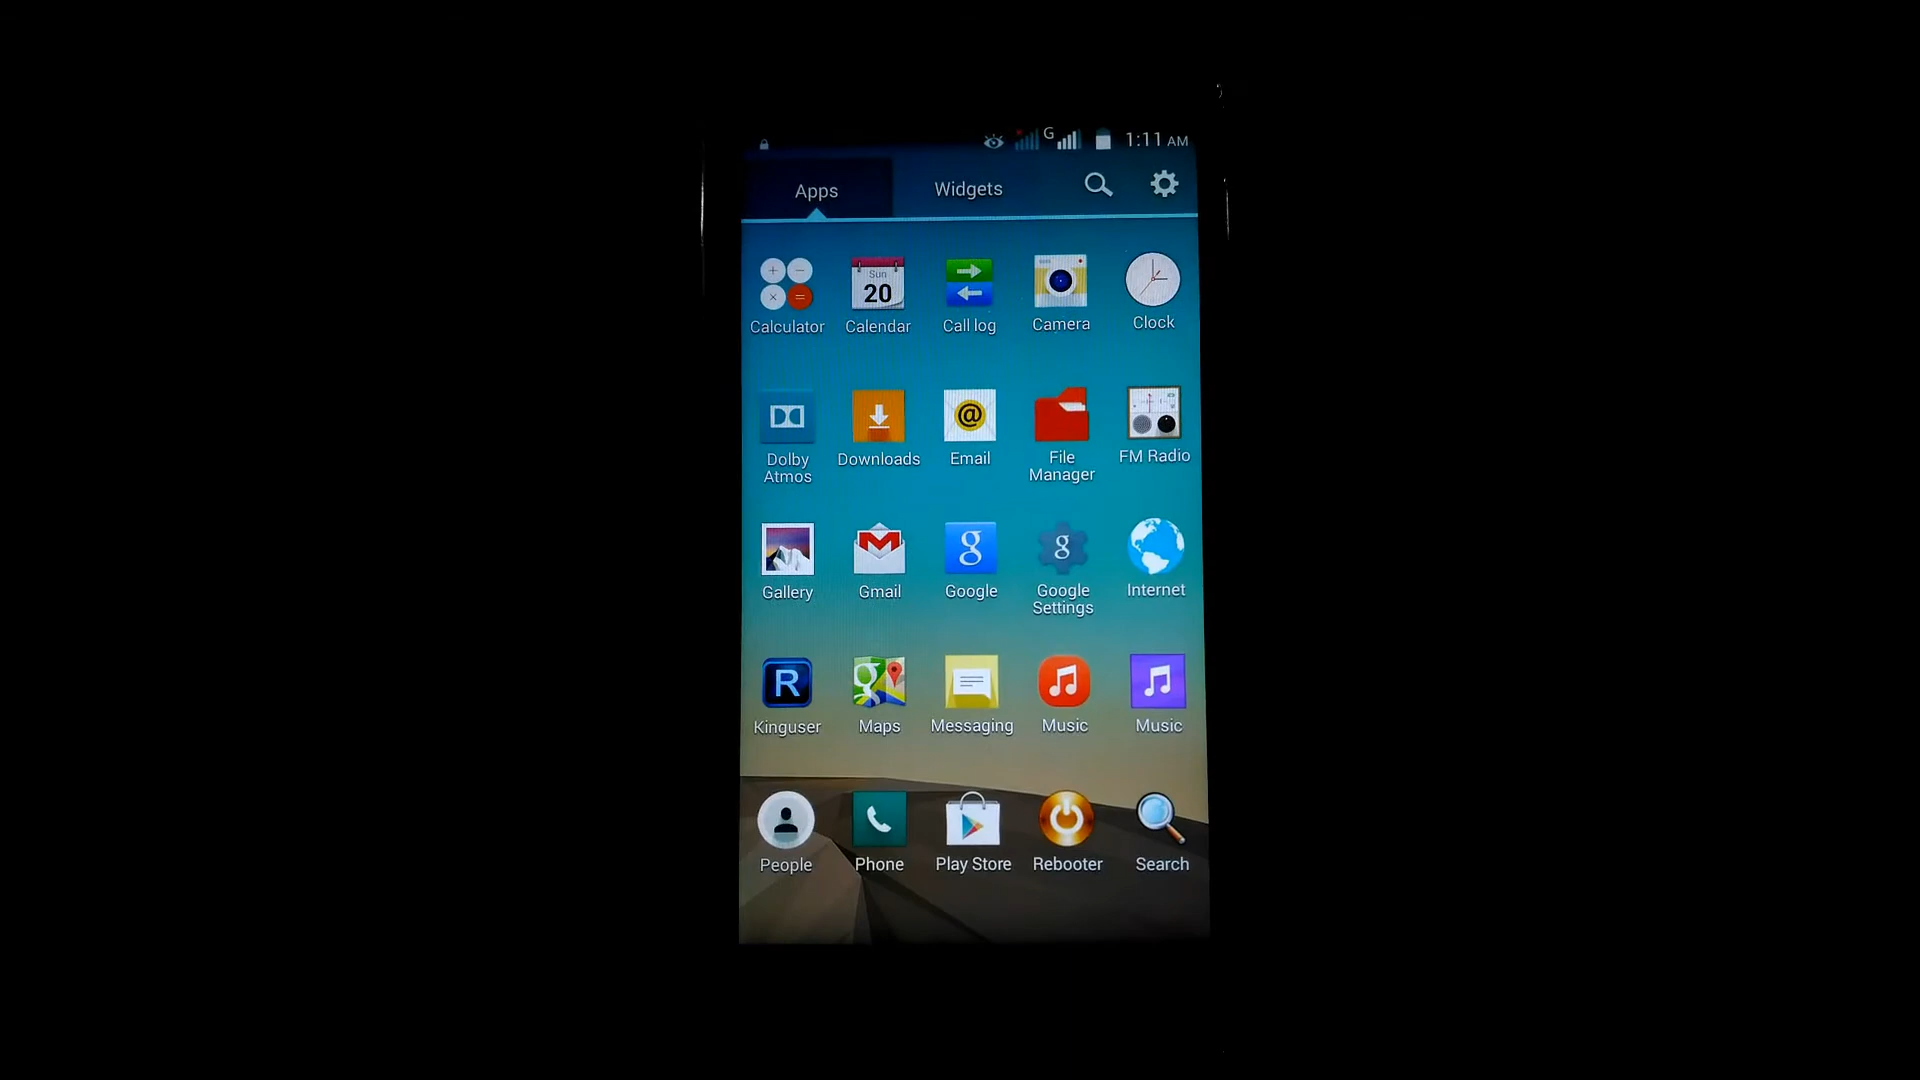 G 1:11 AM
Apps Widgets
Sun
20
Calculator Calendar Call log Camera Clock
Dolby Atmos Downloads Email File Manager FM Radio
Gallery Gmail Google Google Settings Internet
R
Kinguser Maps Messaging Music Music
People Phone Play Store Rebooter Search